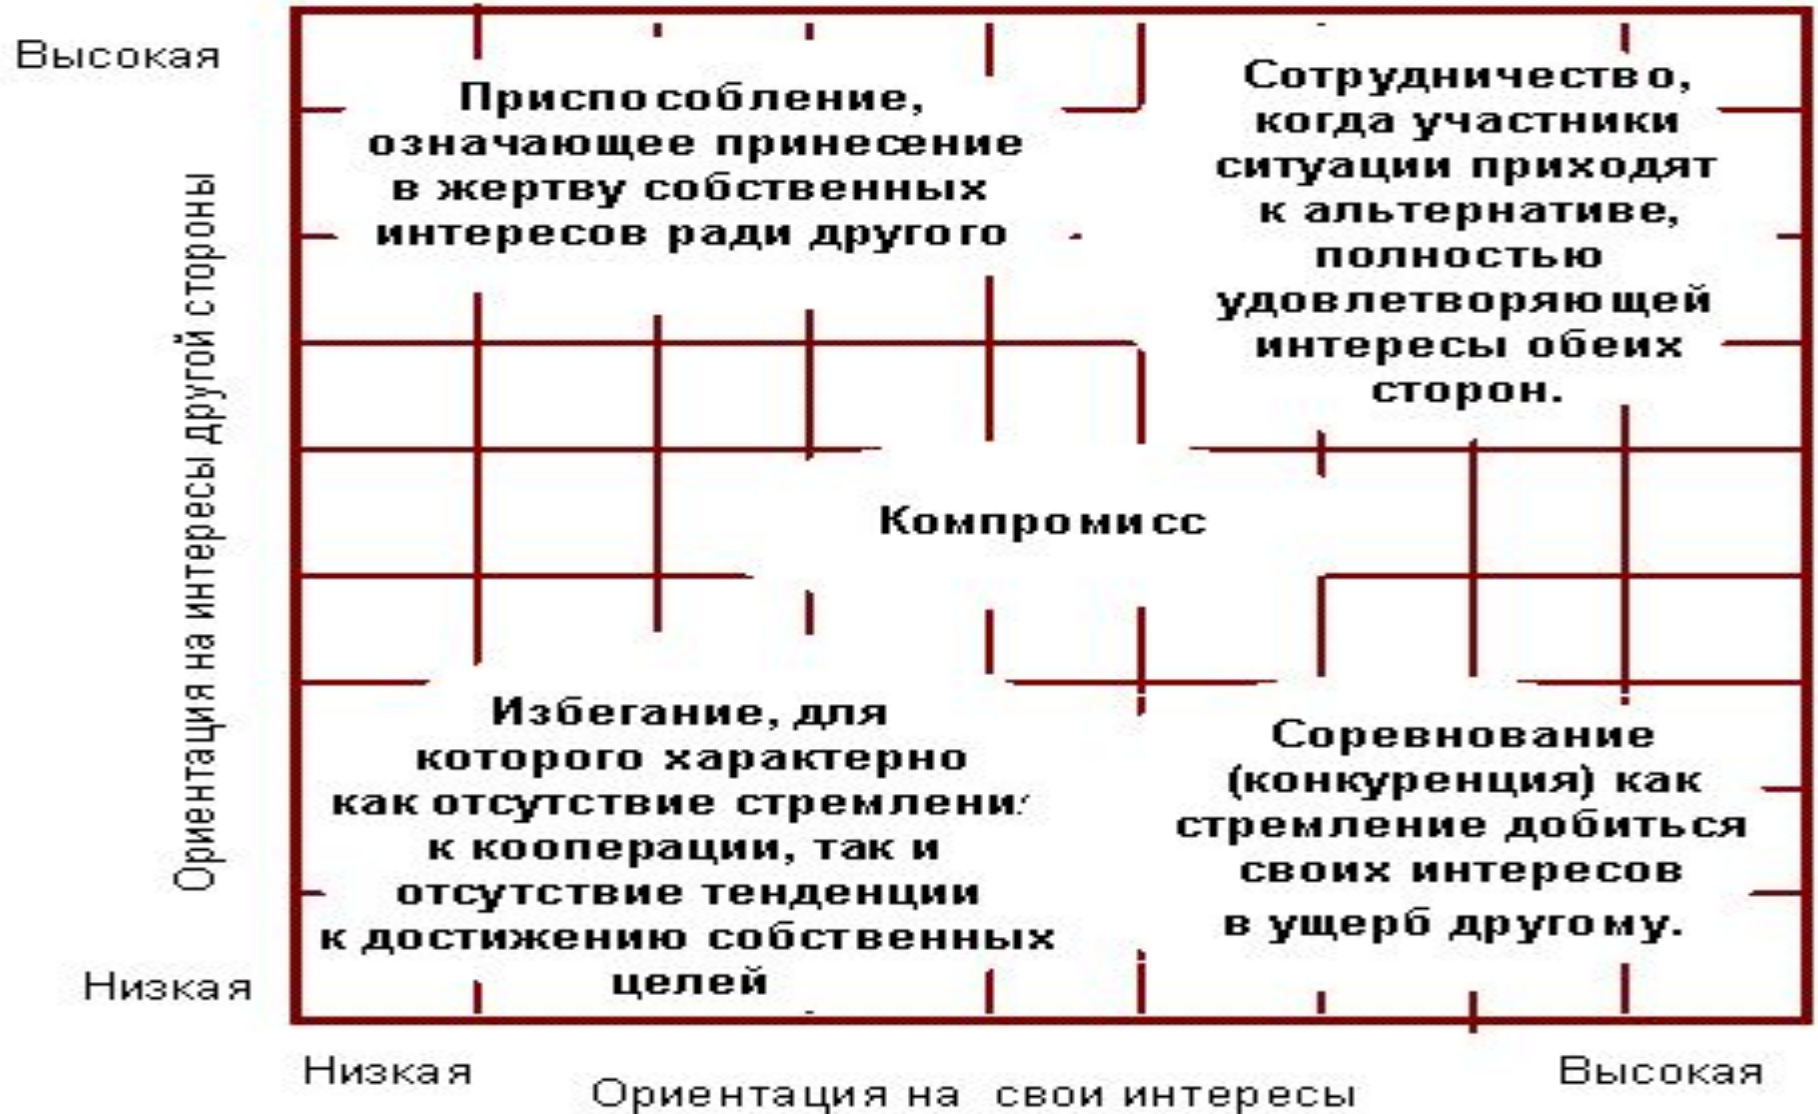 Высокая
Приспособление,
означающее принесение
в жертву собственных
интересов ради другого
Сотрудничество,
когда участники
ситуации приходят
к альтернативе,
полностью
удовлетворяющей
интересы обеих
сторон.
Ориентация на интересы другой стороны
Компромисс
Избегание, для
которого характерно
как отсутствие
к кооперации, так и
отсутствие тенденции
к достижению собственных
целей
Соревнование
(конкуренция) как
стремление добиться
своих интересов
в ущерб другому.
Низкая
Низкая
Ориентация на свои интересы
Высокая